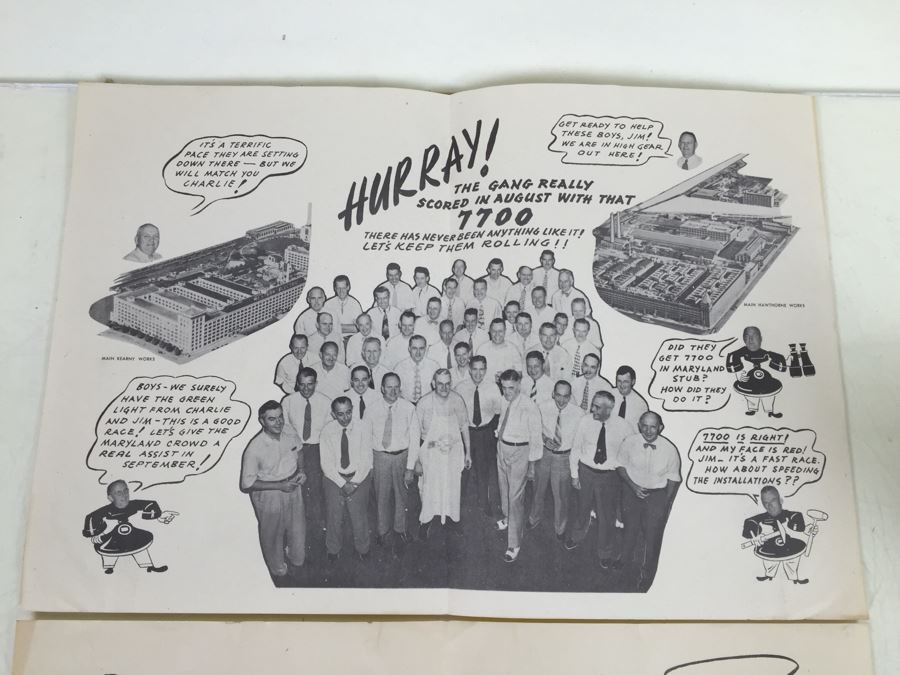 IT'S A TERRIFIC
PACE THEY ARE SETTING
DOWN THERE — BUT WE
WILL MATCH YOU
CHARLIE!
HURRAY!
THE GANG REALLY
SCORED IN AUGUST WITH THAT
7700
THERE HAS NEVER BEEN ANYTHING LIKE IT!
LET'S KEEP THEM ROLLING!!
GET READY TO HELP
THESE BOYS, JIM!
WE ARE IN HIGH GEAR
OUT HERE!
MAIN KEARNY WORKS
MAIN HAWTHORNE WORKS
BOYS - WE SURELY
HAVE THE GREEN
LIGHT FROM CHARLIE
AND JIM - THIS IS A GOOD
RACE! LET'S GIVE THE
MARYLAND CROWD A
REAL ASSIST IN
SEPTEMBER!
DID THEY
GET 7700
IN MARYLAND
STUB?
HOW DID THEY
DO IT?
7700 IS RIGHT!
AND MY FACE IS RED!
JIM - IT'S A FAST RACE.
HOW ABOUT SPEEDING
THE INSTALLATIONS??